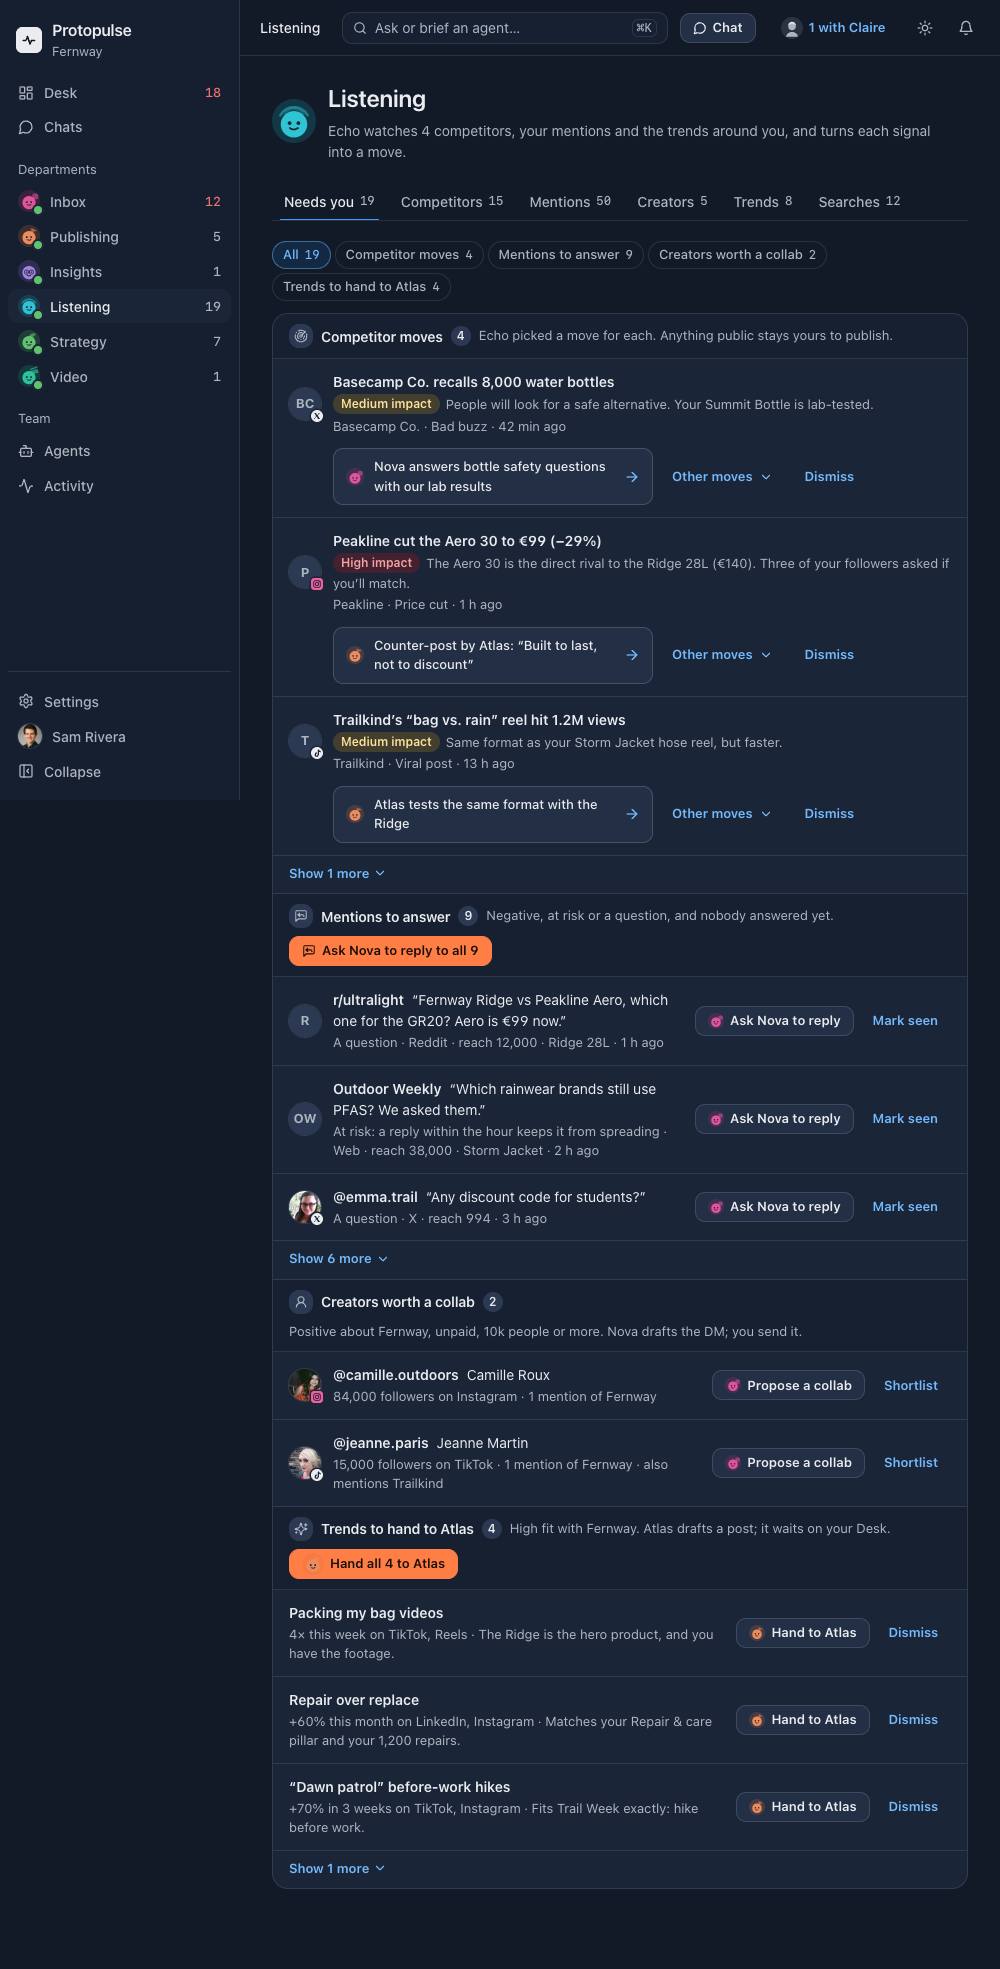 Protopulse
Fernway
Desk 18
Chats
Departments
Inbox 12
Publishing 5
Insights 1
Listening 19
Strategy 7
Video 1
Team
Agents
Activity
Settings
Sam Rivera
Collapse
Listening
Ask or brief an agent...
⌘K
Chat
1 with Claire
Listening
Echo watches 4 competitors, your mentions and the trends around you, and turns each signal
into a move.
Needs you 19 Competitors 15 Mentions 50 Creators 5 Trends 8 Searches 12
All 19 Competitor moves 4 Mentions to answer 9 Creators worth a collab 2
Trends to hand to Atlas 4
Competitor moves 4 Echo picked a move for each. Anything public stays yours to publish.
BC
Basecamp Co. recalls 8,000 water bottles
Medium impact People will look for a safe alternative. Your Summit Bottle is lab-tested.
Basecamp Co. · Bad buzz · 42 min ago
Nova answers bottle safety questions
with our lab results
Other moves Dismiss
P
Peakline cut the Aero 30 to €99 (−29%)
High impact The Aero 30 is the direct rival to the Ridge 28L (€140). Three of your followers asked if
you’ll match.
Peakline · Price cut · 1 h ago
Counter-post by Atlas: “Built to last,
not to discount”
Other moves Dismiss
T
Trailkind’s “bag vs. rain” reel hit 1.2M views
Medium impact Same format as your Storm Jacket hose reel, but faster.
Trailkind · Viral post · 13 h ago
Atlas tests the same format with the
Ridge
Other moves Dismiss
Show 1 more
Mentions to answer 9 Negative, at risk or a question, and nobody answered yet.
Ask Nova to reply to all 9
R
r/ultralight “Fernway Ridge vs Peakline Aero, which
one for the GR20? Aero is €99 now.”
A question · Reddit · reach 12,000 · Ridge 28L · 1 h ago
Ask Nova to reply Mark seen
OW
Outdoor Weekly “Which rainwear brands still use
PFAS? We asked them.”
At risk: a reply within the hour keeps it from spreading ·
Web · reach 38,000 · Storm Jacket · 2 h ago
Ask Nova to reply Mark seen
@emma.trail “Any discount code for students?”
A question · X · reach 994 · 3 h ago
Ask Nova to reply Mark seen
Show 6 more
Creators worth a collab 2
Positive about Fernway, unpaid, 10k people or more. Nova drafts the DM; you send it.
@camille.outdoors Camille Roux
84,000 followers on Instagram · 1 mention of Fernway
Propose a collab Shortlist
@jeanne.paris Jeanne Martin
15,000 followers on TikTok · 1 mention of Fernway · also
mentions Trailkind
Propose a collab Shortlist
Trends to hand to Atlas 4 High fit with Fernway. Atlas drafts a post; it waits on your Desk.
Hand all 4 to Atlas
Packing my bag videos
4× this week on TikTok, Reels · The Ridge is the hero product, and you
have the footage.
Hand to Atlas Dismiss
Repair over replace
+60% this month on LinkedIn, Instagram · Matches your Repair & care
pillar and your 1,200 repairs.
Hand to Atlas Dismiss
“Dawn patrol” before-work hikes
+70% in 3 weeks on TikTok, Instagram · Fits Trail Week exactly: hike
before work.
Hand to Atlas Dismiss
Show 1 more